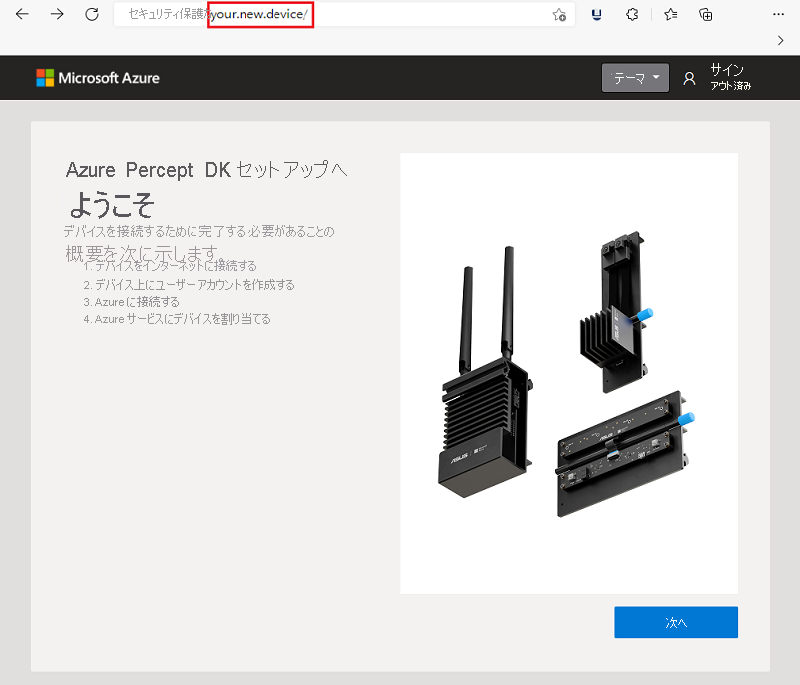 セキュリティ保護 your.new.device/
Microsoft Azure
テーマ
サイン
アウト済み
Azure Percept DK セットアップへ
ようこそ
デバイスを接続するために完了する必要があることの
概要を次に示します。
1. デバイスをインターネットに接続する
2. デバイス上にユーザーアカウントを作成する
3. Azure に接続する
4. Azure サービスにデバイスを割り当てる
ASUS
ASUS
次へ